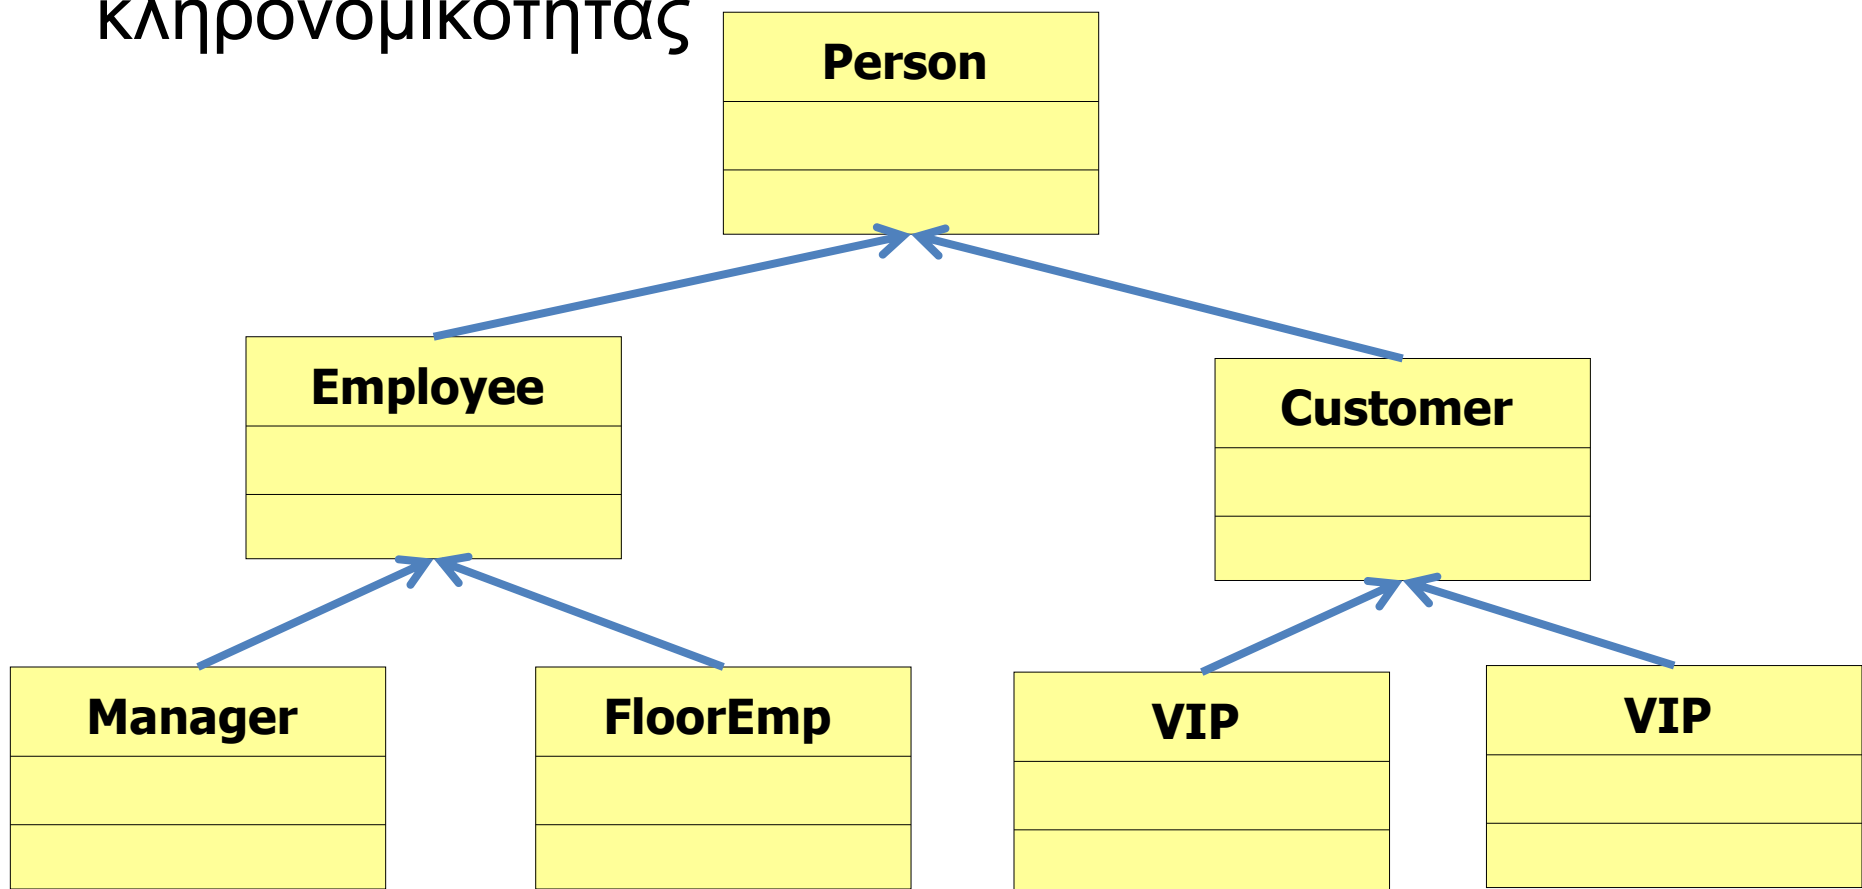 κληρονομικότητας
Person
Employee
Customer
Manager
FloorEmp
VIP
VIP